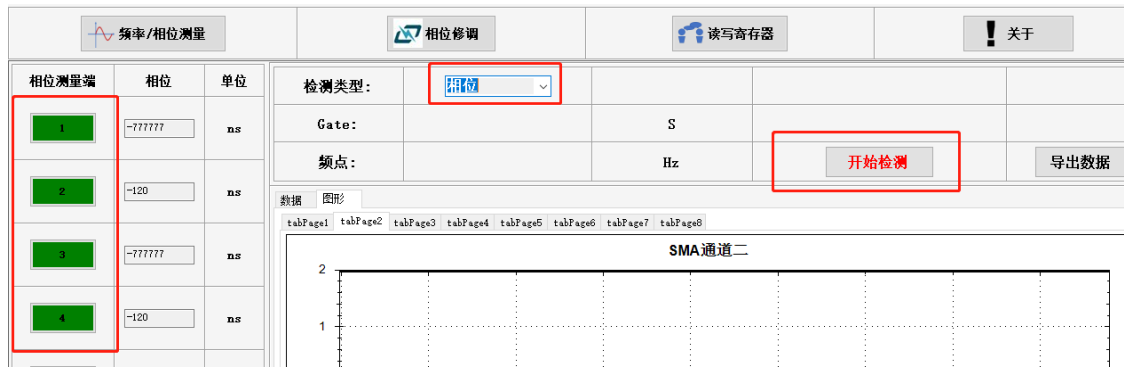 频率/相位测量 相位修调 读写寄存器 关于
相位测量端 相位 单位
1 -777777 ns
2 -120 ns
3 -777777 ns
4 -120 ns
检测类型: 相位
Gate: S
频点: Hz 开始检测 导出数据
数据 图形
tabPage1 tabPage2 tabPage3 tabPage4 tabPage5 tabPage6 tabPage7 tabPage8
SMA通道二
2
1